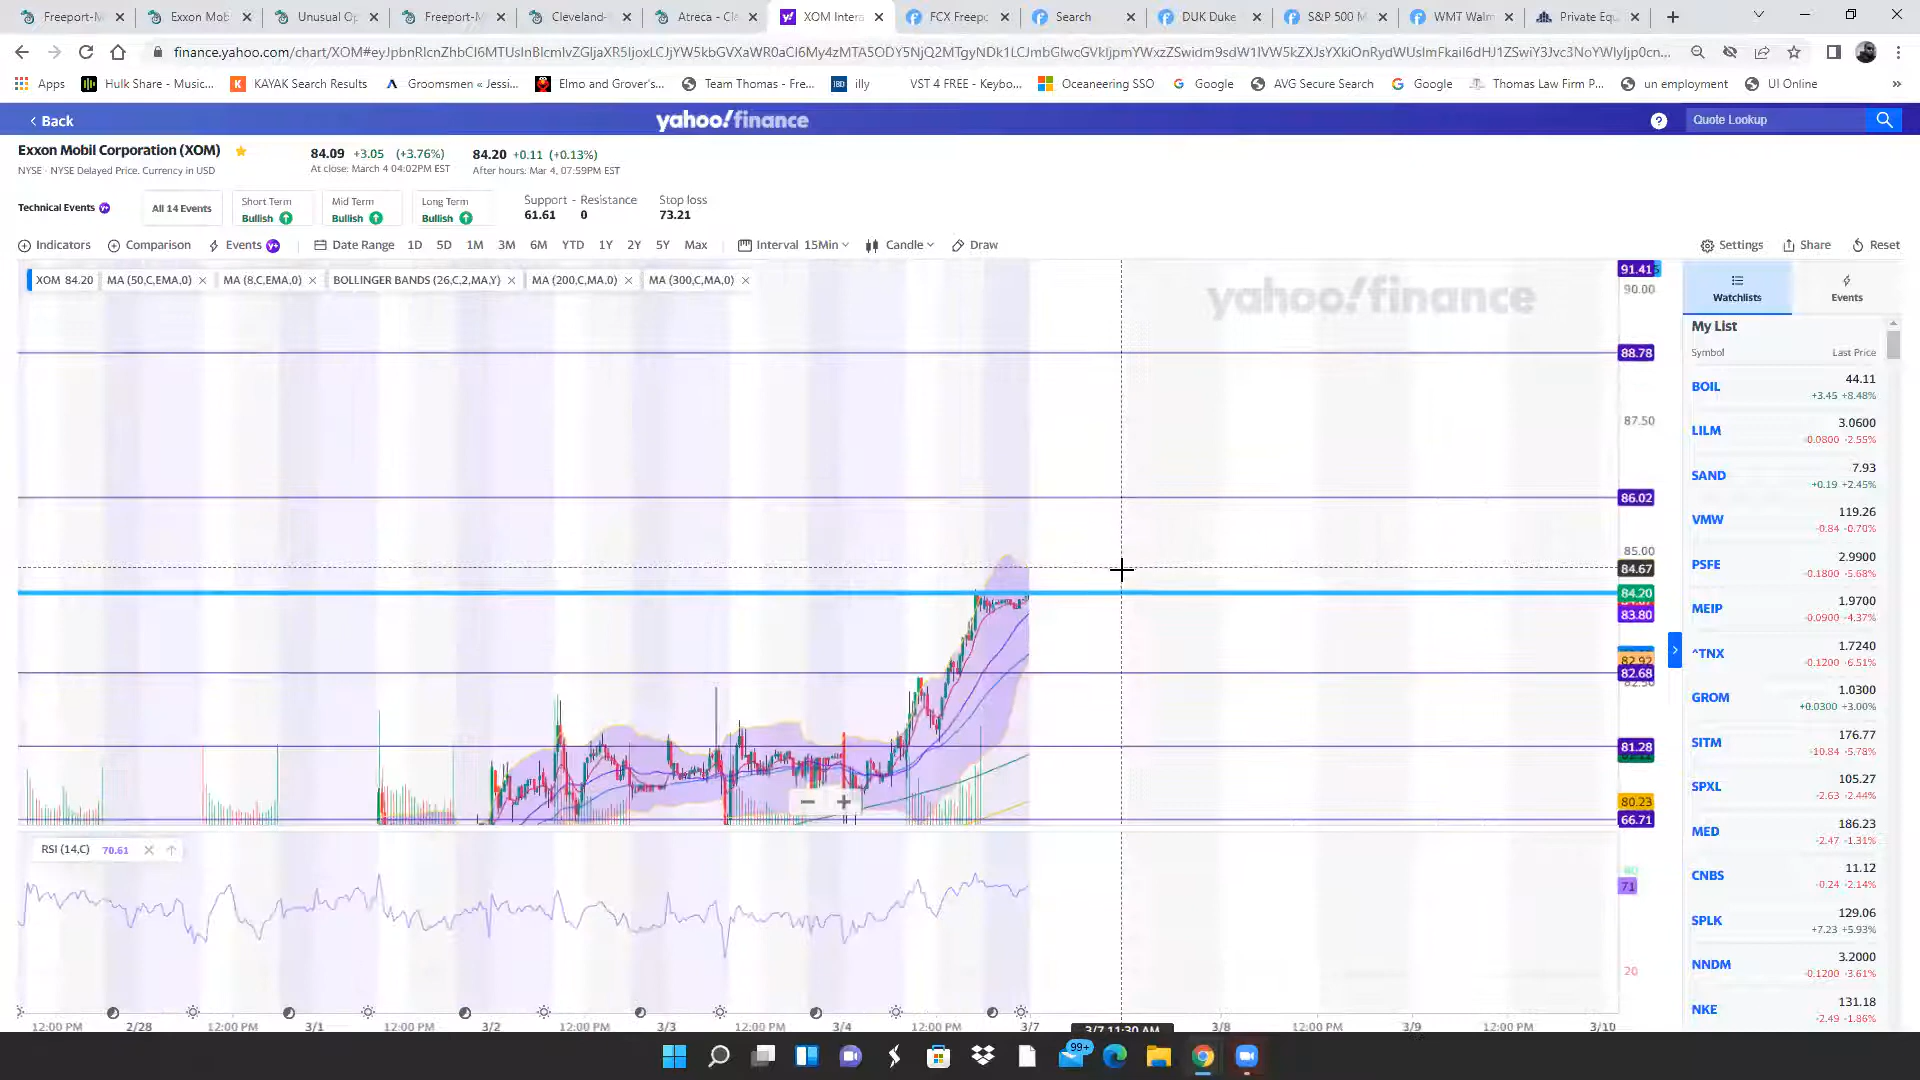 Freeport-M Exxon Mob Unusual Op Freeport-M Cleveland- Atreca - Cla XOM Intera FCX Freepo Search DUK Duke S&P 500 M WMT Walm Private Equ
Apps Hulk Share - Music... KAYAK Search Results Groomsmen « Jessi... Elmo and Grover's... Team Thomas - Fre... illy VST 4 FREE - Keybo... Oceaneering SSO Google AVG Secure Search Google Thomas Law Firm P... un employment UI Online »
Back
yahoo!finance
Quote Lookup
Exxon Mobil Corporation (XOM)
84.09 +3.05 (+3.76%) 84.20 +0.11 (+0.13%)
NYSE - NYSE Delayed Price. Currency in USD
At close: March 4 04:02PM EST After hours: Mar 4, 07:59PM EST
Technical Events All 14 Events
Short Term Mid Term Long Term
Bullish Bullish Bullish
Support - Resistance Stop loss
61.61 0 73.21
Indicators Comparison Events Date Range 1D 5D 1M 3M 6M YTD 1Y 2Y 5Y Max Interval 15Min Candle Draw Settings Share Reset
XOM 84.20 MA (50,C,EMA,0) MA (8,C,EMA,0) BOLLINGER BANDS (26,C,2,MA,Y) MA (200,C,MA,0) MA (300,C,MA,0)
yahoo!finance
91.41
90.00
88.78
87.50
86.02
85.00
84.67
84.20
83.80
82.92
82.68
82.50
81.28
80.23
66.71
Watchlists Events
My List
Symbol Last Price
BOIL 44.11
+3.45 +8.48%
LILM 3.0600
-0.0800 -2.55%
SAND 7.93
+0.19 +2.45%
VMW 119.26
-0.84 -0.70%
PSFE 2.9900
-0.1800 -5.68%
MEIP 1.9700
-0.0900 -4.37%
^TNX 1.7240
-0.1200 -6.51%
GROM 1.0300
+0.0300 +3.00%
SITM 176.77
-10.84 -5.78%
SPXL 105.27
-2.63 -2.44%
MED 186.23
-2.47 -1.31%
CNBS 11.12
-0.24 -2.14%
SPLK 129.06
+7.23 +5.93%
NNDM 3.2000
-0.1200 -3.61%
NKE 131.18
-2.49 -1.86%
RSI (14,C) 70.61
80
71
20
12:00 PM 2/28 12:00 PM 3/1 12:00 PM 3/2 12:00 PM 3/3 12:00 PM 3/4 12:00 PM 3/7 3/7 11:30 AM 3/8 12:00 PM 3/9 12:00 PM 3/10
99+